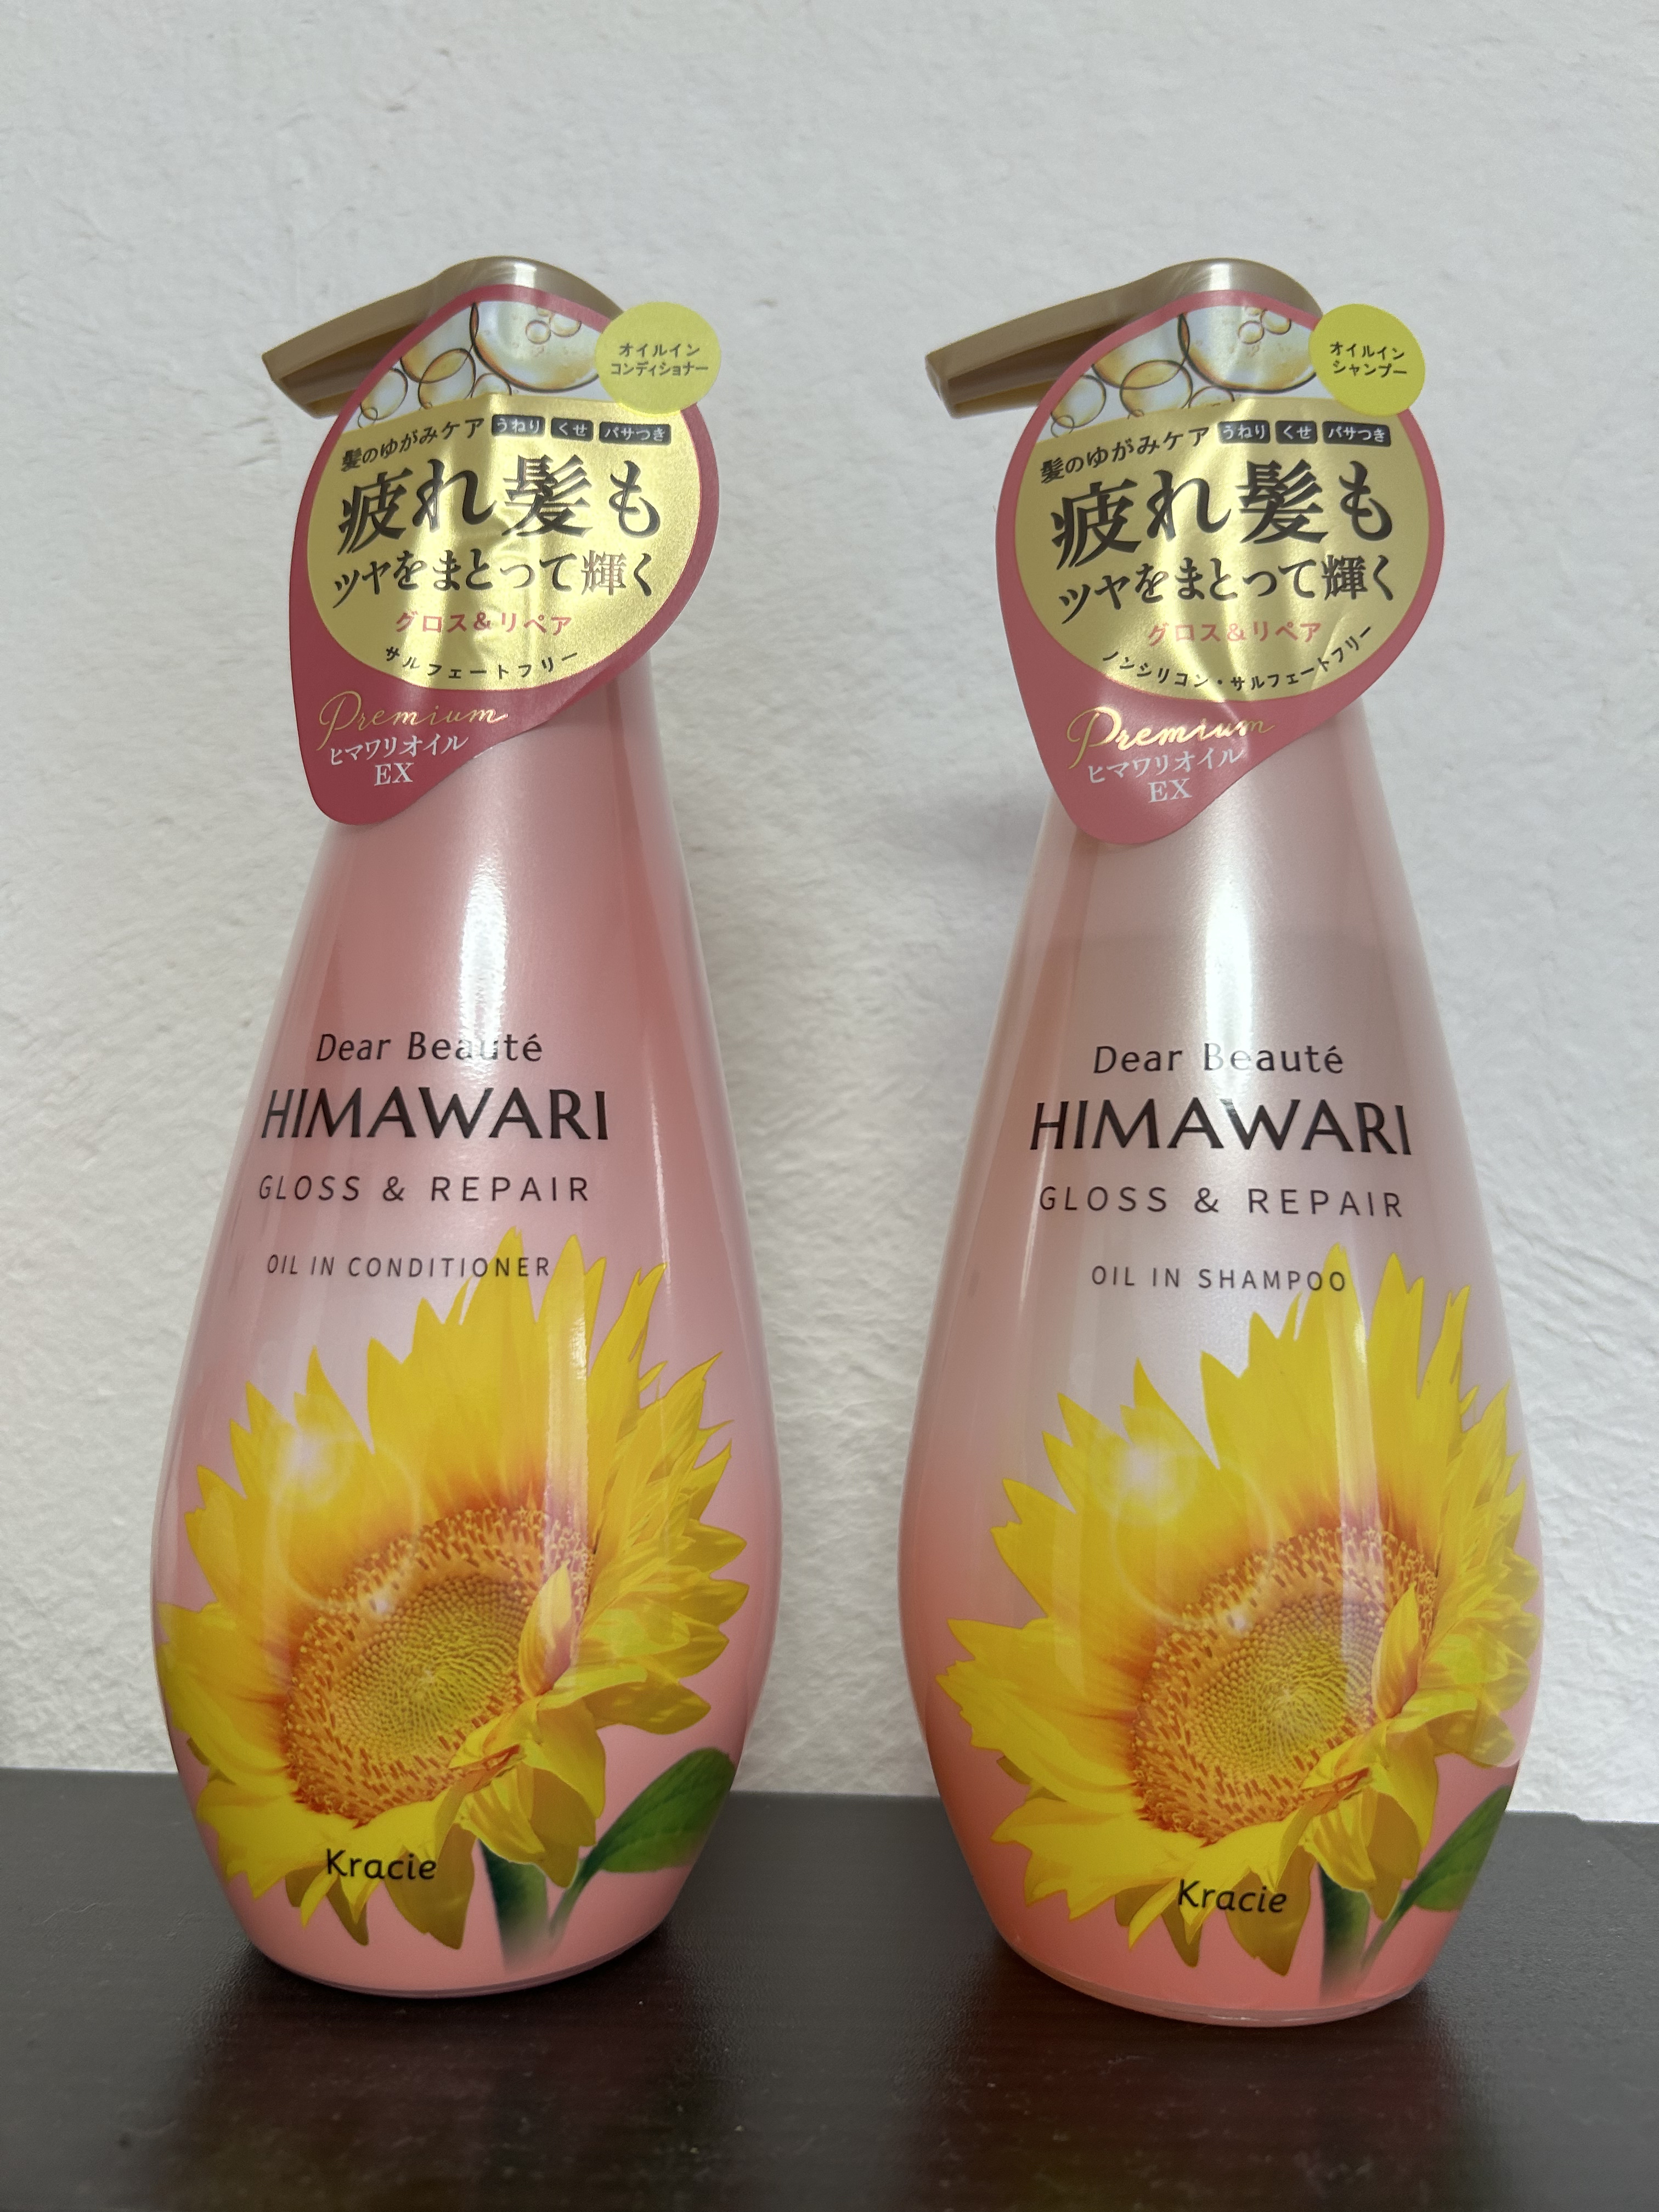 オイルイン
コンディショナー
髪のゆがみケア うねり くせ パサつき
疲れ髪も
ツヤをまとって輝く
グロス&リペア
サルフェートフリー
Premium
ヒマワリオイル
EX
Dear Beauté
HIMAWARI
GLOSS & REPAIR
OIL IN CONDITIONER
Kracie
オイルイン
シャンプー
髪のゆがみケア うねり くせ パサつき
疲れ髪も
ツヤをまとって輝く
グロス&リペア
ノンシリコン・サルフェートフリー
Premium
ヒマワリオイル
EX
Dear Beauté
HIMAWARI
GLOSS & REPAIR
OIL IN SHAMPOO
Kracie